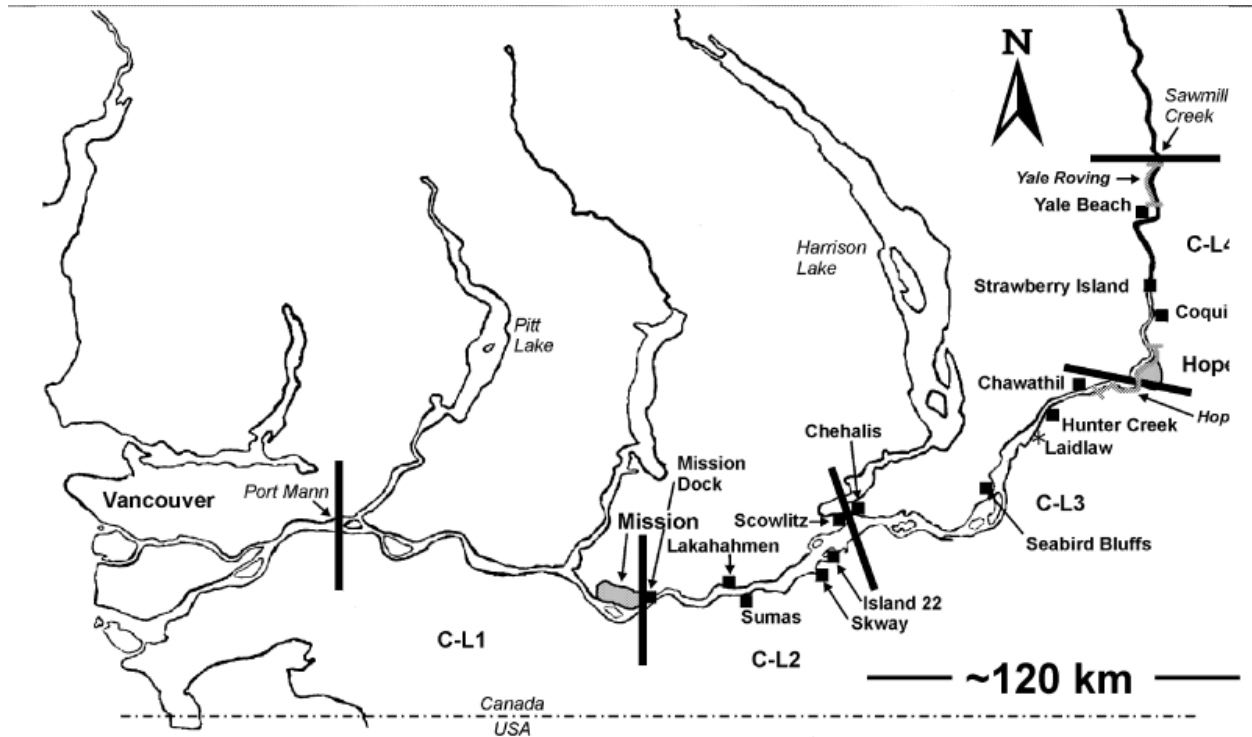 N
Sawmill
Creek
Yale Roving
Yale Beach
C-L4
Harrison
Lake
Strawberry Island
Coqui
Pitt
Lake
Hope
Chawathil
Hop
Hunter Creek
Laidlaw
Chehalis
Mission
Dock
Vancouver
Port Mann
C-L3
Scowlitz
Mission
Seabird Bluffs
Lakahahmen
Island 22
Sumas
Skway
C-L1
C-L2
~120 km
Canada
USA